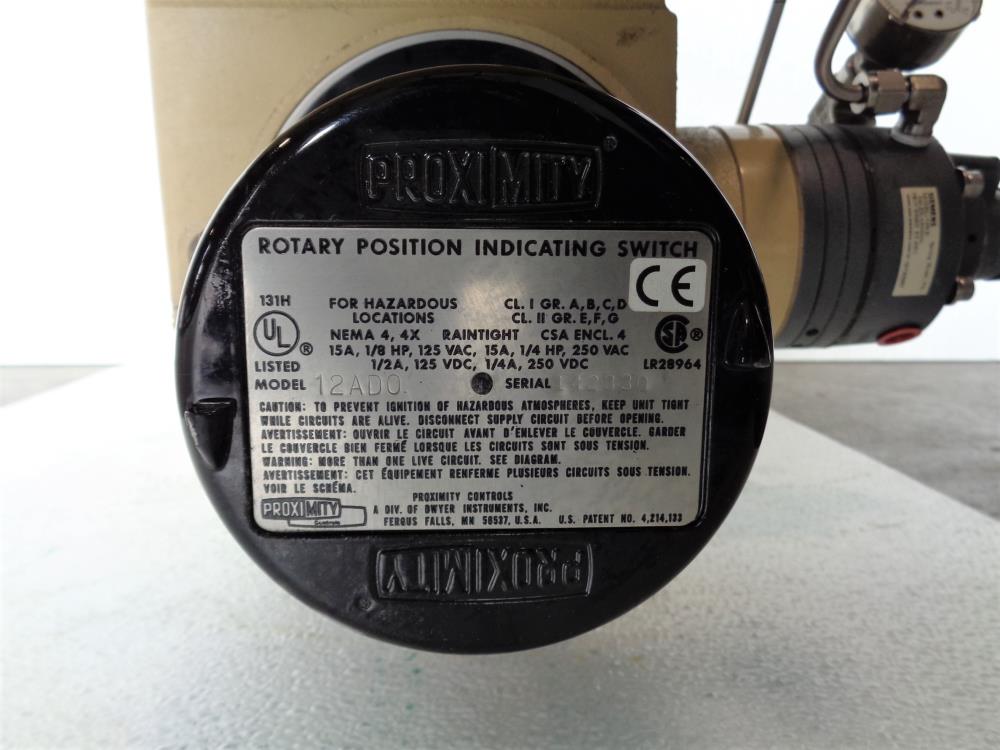 PROXIMITY®
ROTARY POSITION INDICATING SWITCH
CE
131H
UL®
LISTED
FOR HAZARDOUS CL. I GR. A,B,C,D
LOCATIONS CL. II GR. E,F,G
NEMA 4, 4X RAINTIGHT CSA ENCL. 4
15A, 1/8 HP, 125 VAC, 15A, 1/4 HP, 250 VAC
1/2A, 125 VDC, 1/4A, 250 VDC
SA®
LR28964
MODEL 12ADO SERIAL
CAUTION: TO PREVENT IGNITION OF HAZARDOUS ATMOSPHERES, KEEP UNIT TIGHT
WHILE CIRCUITS ARE ALIVE. DISCONNECT SUPPLY CIRCUIT BEFORE OPENING.
AVERTISSEMENT: OUVRIR LE CIRCUIT AVANT D'ENLEVER LE COUVERCLE. GARDER
LE COUVERCLE BIEN FERMÉ LORSQUE LES CIRCUITS SONT SOUS TENSION.
WARNING: MORE THAN ONE LIVE CIRCUIT. SEE DIAGRAM.
AVERTISSEMENT: CET ÉQUIPEMENT RENFERME PLUSIEURS CIRCUITS SOUS TENSION.
VOIR LE SCHÉMA.
PROXIMITY
Controls
PROXIMITY CONTROLS
A DIV. OF DWYER INSTRUMENTS, INC.
FERGUS FALLS, MN 56537, U.S.A. U.S. PATENT NO. 4,214,133
PROXIMITY®
SIEMENS